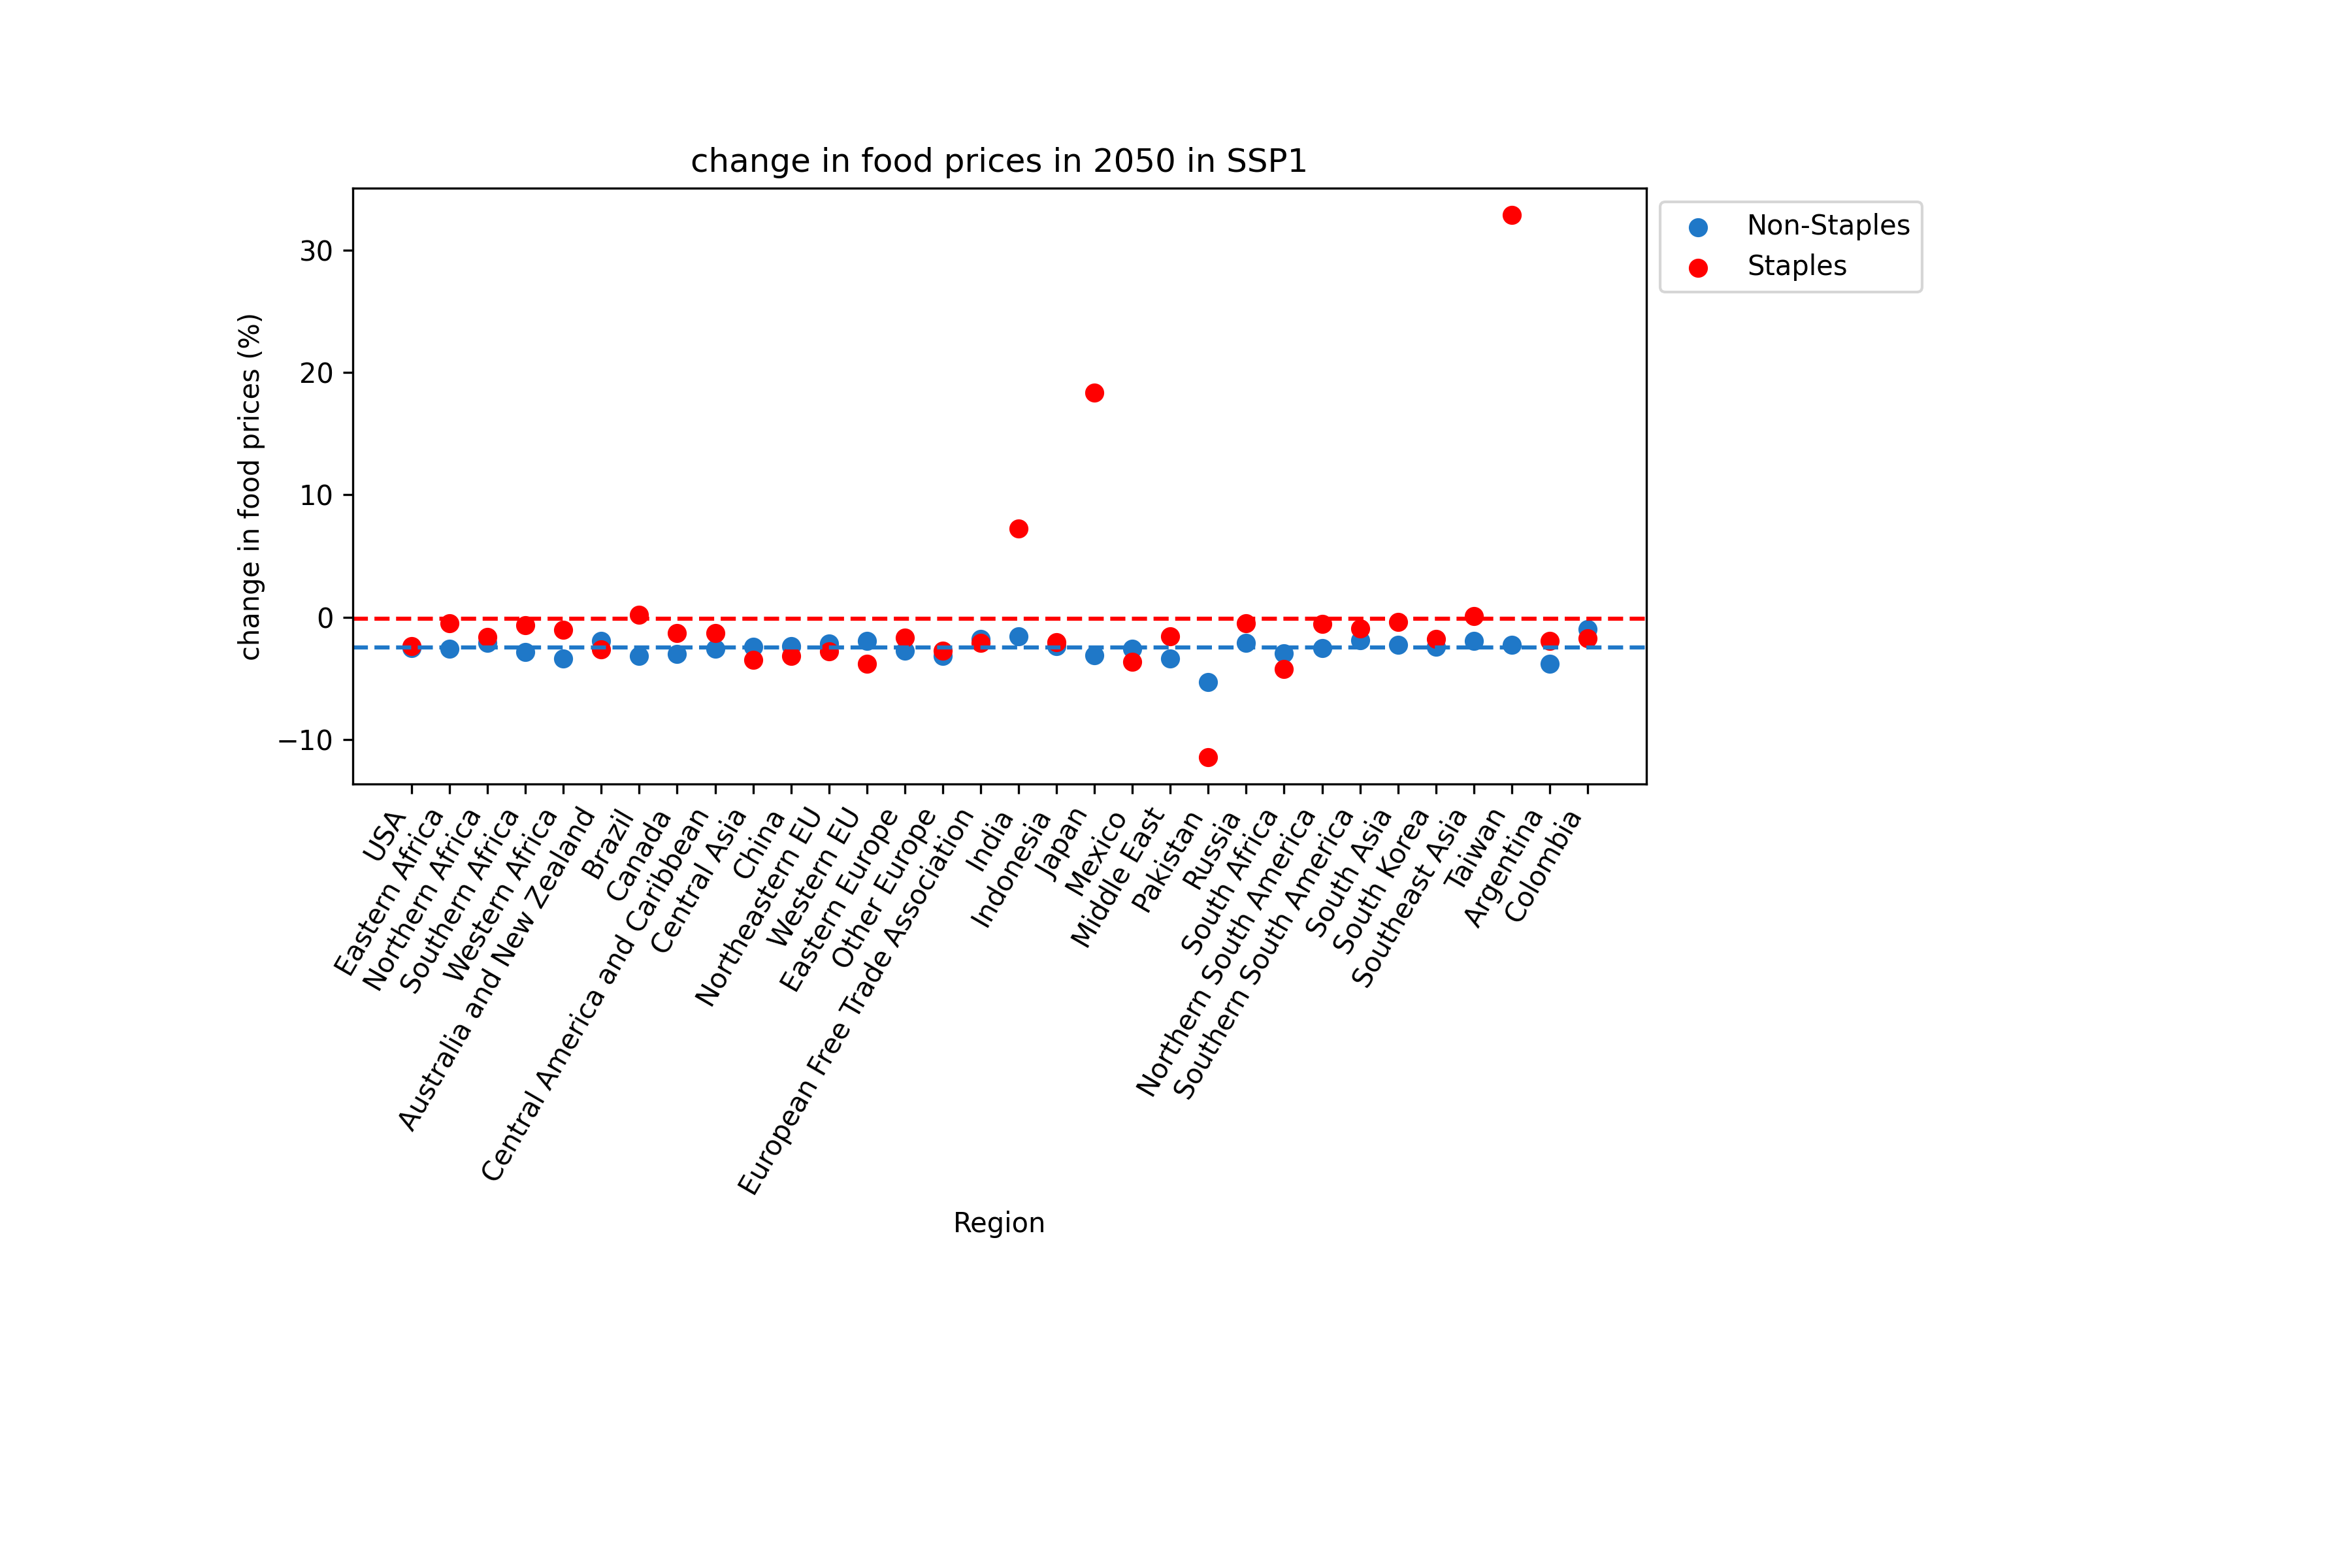 change in food prices in 2050 in SSP1
Non-Staples
Staples
change in food prices (%)
30
20
10
0
−10
USA
Eastern Africa
Northern Africa
Southern Africa
Western Africa
Australia and New Zealand
Brazil
Canada
Central America and Caribbean
Central Asia
China
Northeastern EU
Western EU
Eastern Europe
Other Europe
European Free Trade Association
India
Indonesia
Japan
Mexico
Middle East
Pakistan
Russia
South Africa
Northern South America
Southern South America
South Asia
South Korea
Southeast Asia
Taiwan
Argentina
Colombia
Region